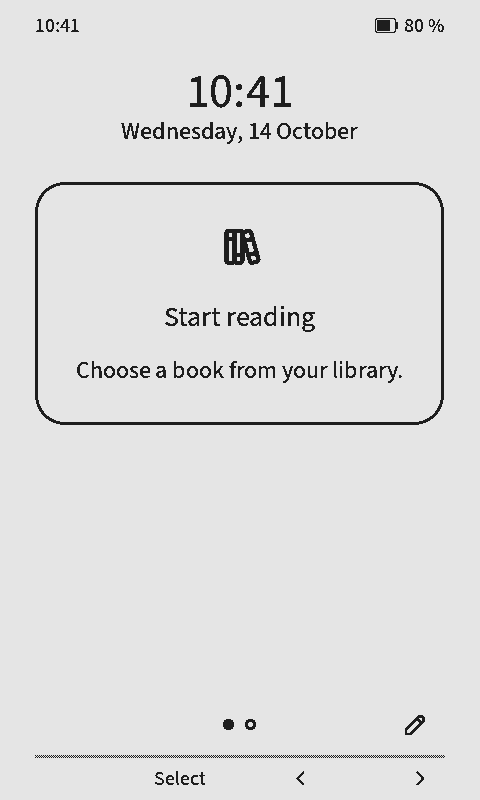 10:41
80 %
10:41
Wednesday, 14 October
Start reading
Choose a book from your library.
Select